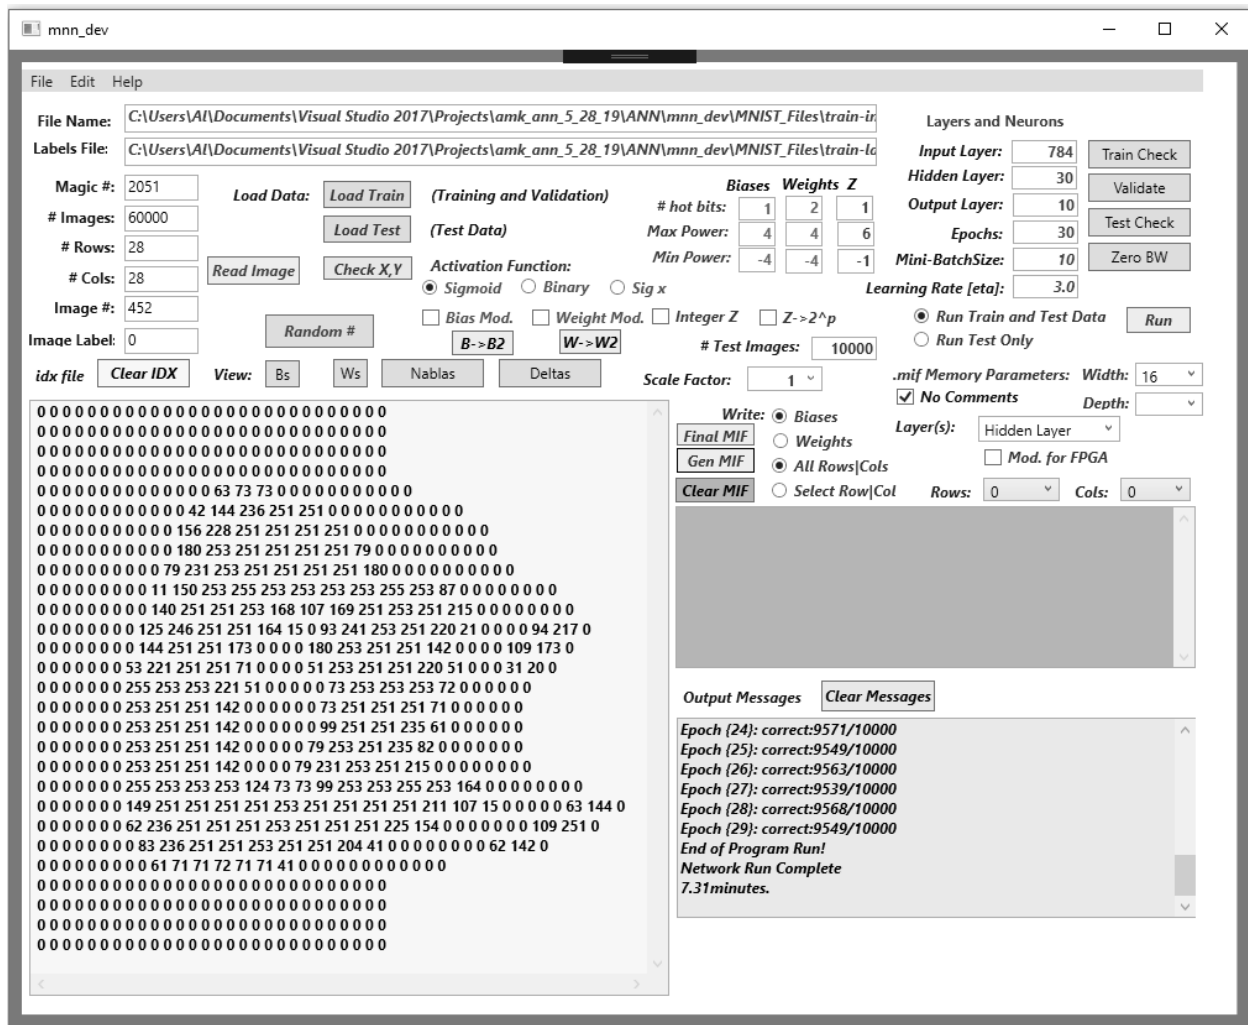 mnn_dev
File Edit Help
File Name: C:\Users\Al\Documents\Visual Studio 2017\Projects\amk_ann_5_28_19\ANN\mnn_dev\MNIST_Files\train-in
Labels File: C:\Users\Al\Documents\Visual Studio 2017\Projects\amk_ann_5_28_19\ANN\mnn_dev\MNIST_Files\train-la
Layers and Neurons
Input Layer: 784 Train Check
Hidden Layer: 30 Validate
Output Layer: 10 Test Check
Epochs: 30
Mini-BatchSize: 10 Zero BW
Learning Rate [eta]: 3.0
Magic #: 2051
# Images: 60000
# Rows: 28
# Cols: 28
Image #: 452
Image Label: 0
Load Data: Load Train (Training and Validation)
Load Test (Test Data)
Read Image Check X,Y
Random #
Biases Weights Z
# hot bits: 1 2 1
Max Power: 4 4 6
Min Power: -4 -4 -1
Activation Function:
Sigmoid Binary Sig x
Bias Mod. Weight Mod. Integer Z Z->2^p
B->B2 W->W2
# Test Images: 10000
Run Train and Test Data Run
Run Test Only
idx file Clear IDX View: Bs Ws Nablas Deltas
Scale Factor: 1
.mif Memory Parameters: Width: 16
No Comments Depth:
Write: Biases
Final MIF Weights
Gen MIF All Rows|Cols
Clear MIF Select Row|Col
Layer(s): Hidden Layer
Mod. for FPGA
Rows: 0 Cols: 0
0 0 0 0 0 0 0 0 0 0 0 0 0 0 0 0 0 0 0 0 0 0 0 0 0 0 0 0
0 0 0 0 0 0 0 0 0 0 0 0 0 0 0 0 0 0 0 0 0 0 0 0 0 0 0 0
0 0 0 0 0 0 0 0 0 0 0 0 0 0 0 0 0 0 0 0 0 0 0 0 0 0 0 0
0 0 0 0 0 0 0 0 0 0 0 0 0 0 0 0 0 0 0 0 0 0 0 0 0 0 0 0
0 0 0 0 0 0 0 0 0 0 0 0 0 0 63 73 73 0 0 0 0 0 0 0 0 0 0 0
0 0 0 0 0 0 0 0 0 0 0 0 42 144 236 251 251 0 0 0 0 0 0 0 0 0 0 0
0 0 0 0 0 0 0 0 0 0 0 156 228 251 251 251 251 0 0 0 0 0 0 0 0 0 0 0
0 0 0 0 0 0 0 0 0 0 0 180 253 251 251 251 251 79 0 0 0 0 0 0 0 0 0 0
0 0 0 0 0 0 0 0 0 0 79 231 253 251 251 251 251 180 0 0 0 0 0 0 0 0 0 0
0 0 0 0 0 0 0 0 0 11 150 253 255 253 253 253 253 255 253 87 0 0 0 0 0 0 0 0
0 0 0 0 0 0 0 0 0 140 251 251 253 168 107 169 251 253 251 215 0 0 0 0 0 0 0 0
0 0 0 0 0 0 0 0 125 246 251 251 164 15 0 93 241 253 251 220 21 0 0 0 0 94 217 0
0 0 0 0 0 0 0 0 144 251 251 173 0 0 0 0 180 253 251 251 142 0 0 0 0 109 173 0
0 0 0 0 0 0 0 53 221 251 251 71 0 0 0 0 51 253 251 251 220 51 0 0 0 31 20 0
0 0 0 0 0 0 0 255 253 253 221 51 0 0 0 0 0 73 253 253 253 72 0 0 0 0 0 0
0 0 0 0 0 0 0 253 251 251 142 0 0 0 0 0 0 73 251 251 251 71 0 0 0 0 0 0
0 0 0 0 0 0 0 253 251 251 142 0 0 0 0 0 0 99 251 251 235 61 0 0 0 0 0 0
0 0 0 0 0 0 0 253 251 251 142 0 0 0 0 0 79 253 251 235 82 0 0 0 0 0 0 0
0 0 0 0 0 0 0 253 251 251 142 0 0 0 0 79 231 253 251 215 0 0 0 0 0 0 0 0
0 0 0 0 0 0 0 255 253 253 253 124 73 73 99 253 253 255 253 164 0 0 0 0 0 0 0 0
0 0 0 0 0 0 0 149 251 251 251 251 253 251 251 251 251 211 107 15 0 0 0 0 0 63 144 0
0 0 0 0 0 0 0 62 236 251 251 251 253 251 251 251 225 154 0 0 0 0 0 0 0 109 251 0
0 0 0 0 0 0 0 0 83 236 251 251 253 251 251 204 41 0 0 0 0 0 0 0 0 62 142 0
0 0 0 0 0 0 0 0 0 61 71 71 72 71 71 41 0 0 0 0 0 0 0 0 0 0 0 0
0 0 0 0 0 0 0 0 0 0 0 0 0 0 0 0 0 0 0 0 0 0 0 0 0 0 0 0
0 0 0 0 0 0 0 0 0 0 0 0 0 0 0 0 0 0 0 0 0 0 0 0 0 0 0 0
0 0 0 0 0 0 0 0 0 0 0 0 0 0 0 0 0 0 0 0 0 0 0 0 0 0 0 0
0 0 0 0 0 0 0 0 0 0 0 0 0 0 0 0 0 0 0 0 0 0 0 0 0 0 0 0
Output Messages Clear Messages
Epoch {24}: correct:9571/10000
Epoch {25}: correct:9549/10000
Epoch {26}: correct:9563/10000
Epoch {27}: correct:9539/10000
Epoch {28}: correct:9568/10000
Epoch {29}: correct:9549/10000
End of Program Run!
Network Run Complete
7.31minutes.